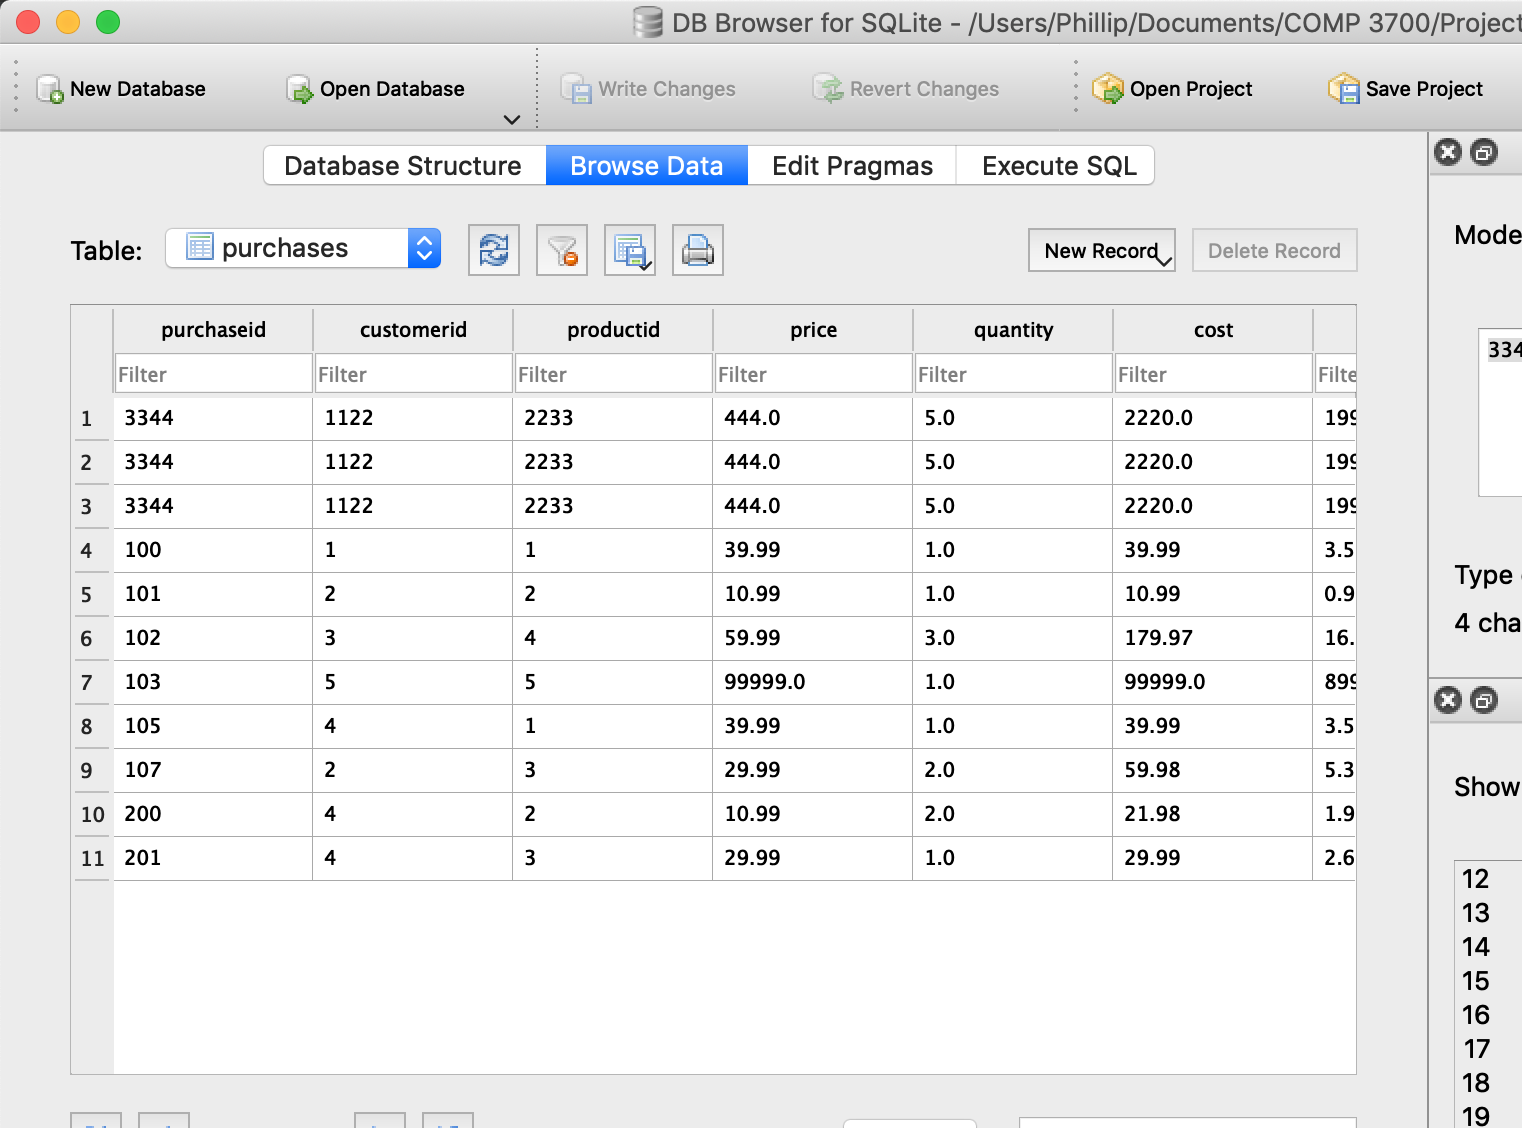 DB Browser for SQLite - /Users/Phillip/Documents/COMP 3700/Project
New Database Open Database Write Changes Revert Changes Open Project Save Project
Database Structure Browse Data Edit Pragmas Execute SQL
Table: purchases New Record Delete Record
Mode
purchaseid customerid productid price quantity cost
Filter Filter Filter Filter Filter Filter Filte
334
1 3344 1122 2233 444.0 5.0 2220.0 199
2 3344 1122 2233 444.0 5.0 2220.0 199
3 3344 1122 2233 444.0 5.0 2220.0 199
4 100 1 1 39.99 1.0 39.99 3.5
Type
5 101 2 2 10.99 1.0 10.99 0.9
4 cha
6 102 3 4 59.99 3.0 179.97 16.
7 103 5 5 99999.0 1.0 99999.0 899
8 105 4 1 39.99 1.0 39.99 3.5
9 107 2 3 29.99 2.0 59.98 5.3
Show
10 200 4 2 10.99 2.0 21.98 1.9
11 201 4 3 29.99 1.0 29.99 2.6
12
13
14
15
16
17
18
19